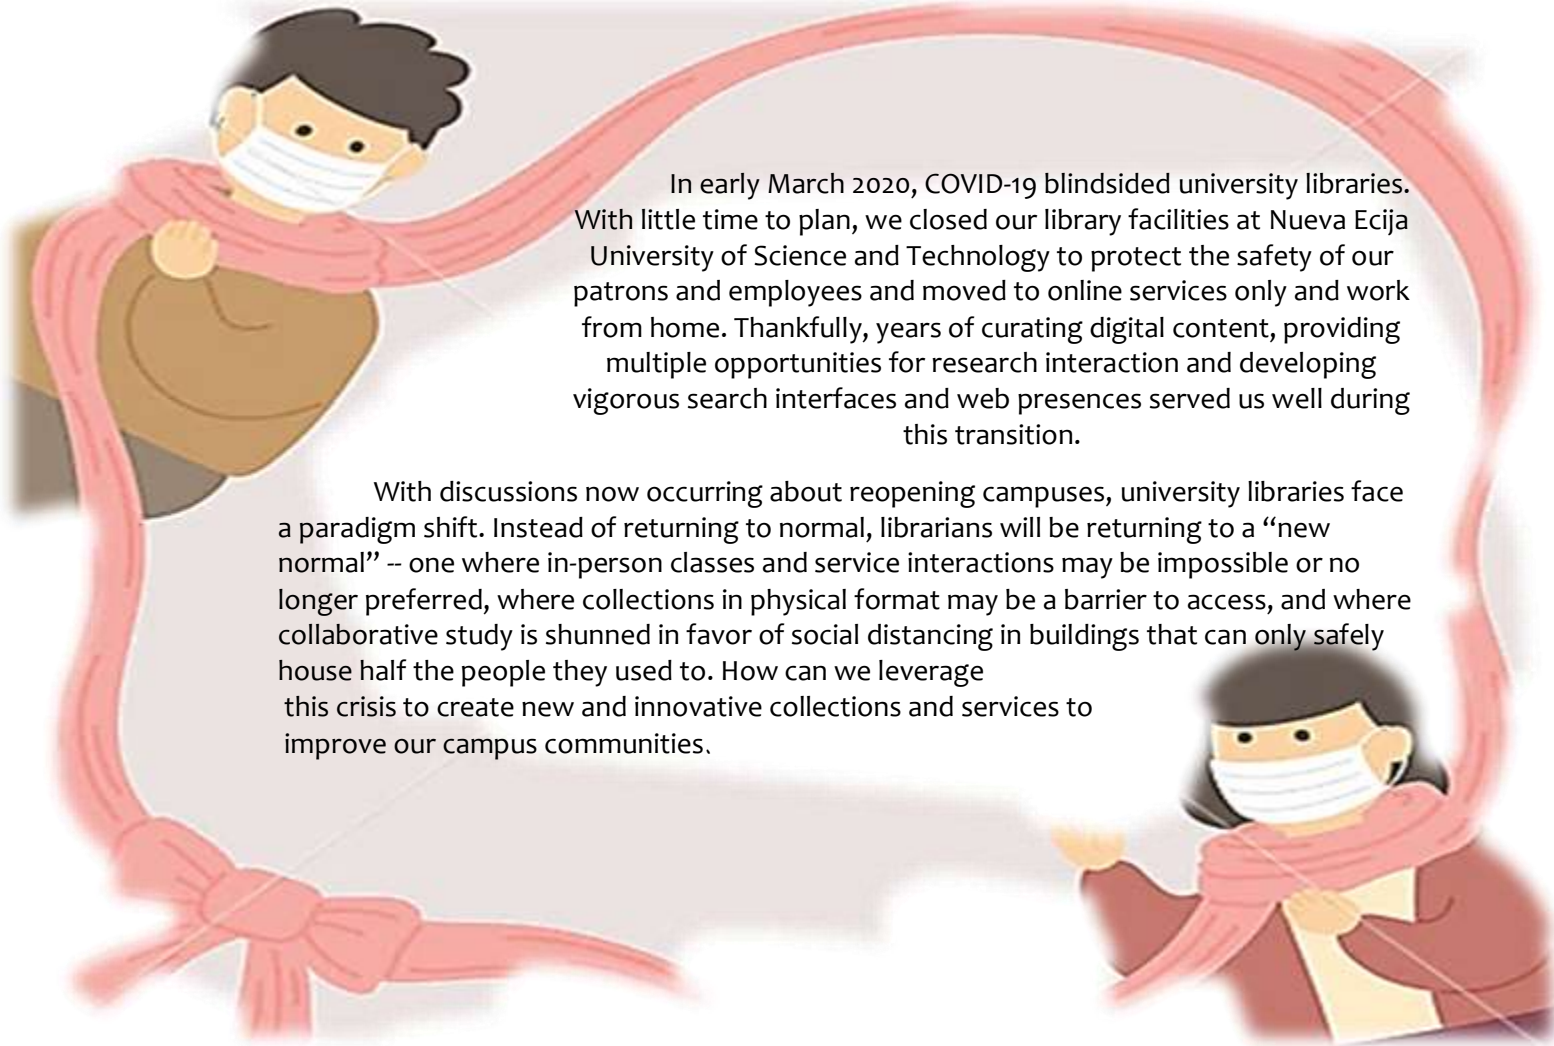 In early March 2020, COVID-19 blindsided university libraries.
With little time to plan, we closed our library facilities at Nueva Ecija
University of Science and Technology to protect the safety of our
patrons and employees and moved to online services only and work
from home. Thankfully, years of curating digital content, providing
multiple opportunities for research interaction and developing
vigorous search interfaces and web presences served us well during
this transition.
With discussions now occurring about reopening campuses, university libraries face
a paradigm shift. Instead of returning to normal, librarians will be returning to a “new
normal” -- one where in-person classes and service interactions may be impossible or no
longer preferred, where collections in physical format may be a barrier to access, and where
collaborative study is shunned in favor of social distancing in buildings that can only safely
house half the people they used to. How can we leverage
this crisis to create new and innovative collections and services to
improve our campus communities.